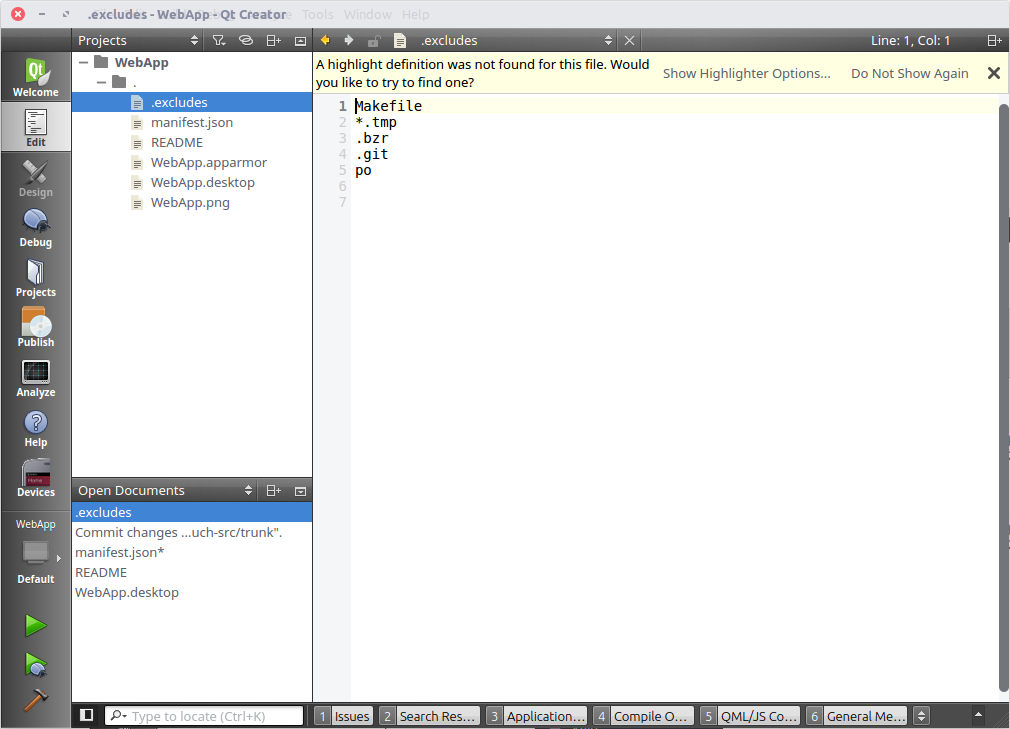 .excludes - WebApp - Qt Creator
Tools Window Help
Projects
.excludes
Line: 1, Col: 1
Qt
Welcome
Edit
Design
Debug
Projects
Publish
Analyze
?
Help
Home
Devices
WebApp
Default
WebApp
.
.excludes
manifest.json
README
WebApp.apparmor
WebApp.desktop
WebApp.png
A highlight definition was not found for this file. Would
you like to try to find one?
Show Highlighter Options...
Do Not Show Again
1 Makefile
2 *.tmp
3 .bzr
4 .git
5 po
6
7
Open Documents
.excludes
Commit changes ...uch-src/trunk".
manifest.json*
README
WebApp.desktop
Type to locate (Ctrl+K)
1 Issues
2 Search Res...
3 Application...
4 Compile O...
5 QML/JS Co...
6 General Me...